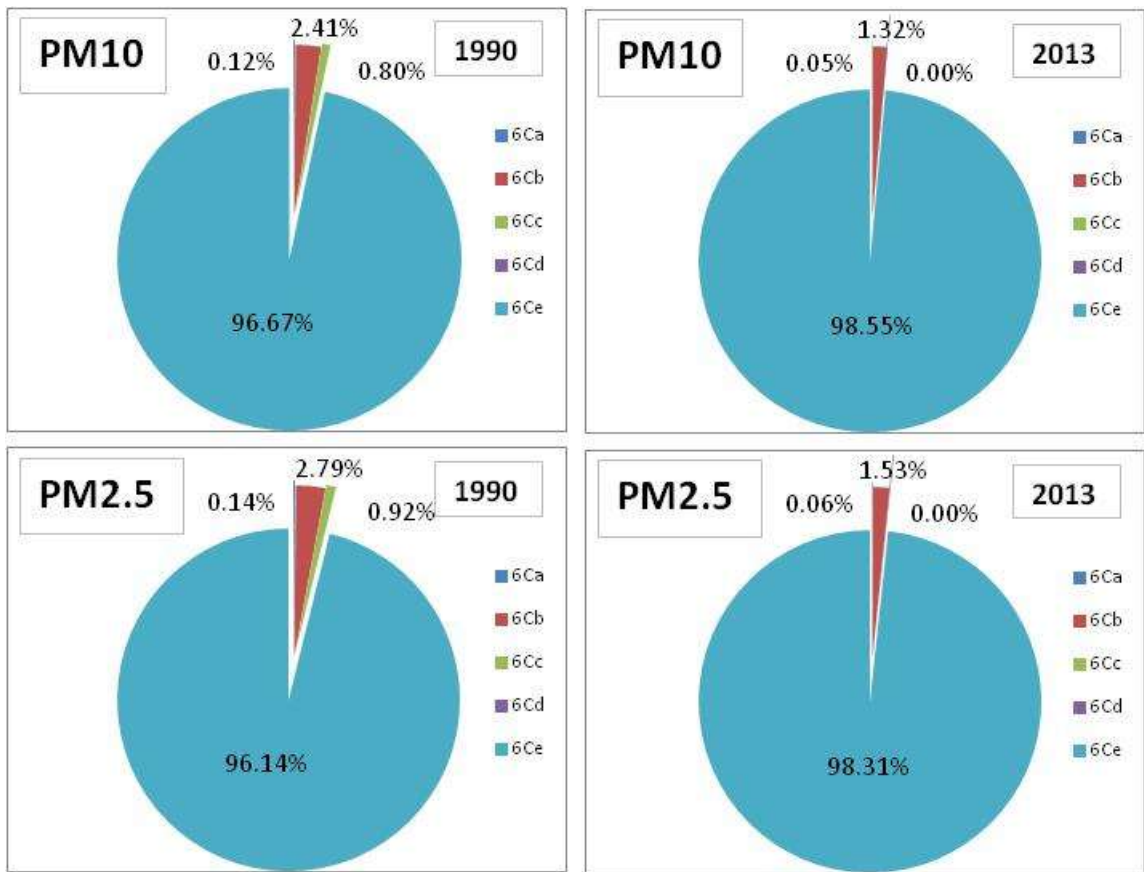 PM10
1990
2.41%
0.12%
0.80%
96.67%
6Ca
6Cb
6Cc
6Cd
6Ce
PM10
2013
1.32%
0.05%
0.00%
98.55%
6Ca
6Cb
6Cc
6Cd
6Ce
PM2.5
1990
2.79%
0.14%
0.92%
96.14%
6Ca
6Cb
6Cc
6Cd
6Ce
PM2.5
2013
1.53%
0.06%
0.00%
98.31%
6Ca
6Cb
6Cc
6Cd
6Ce